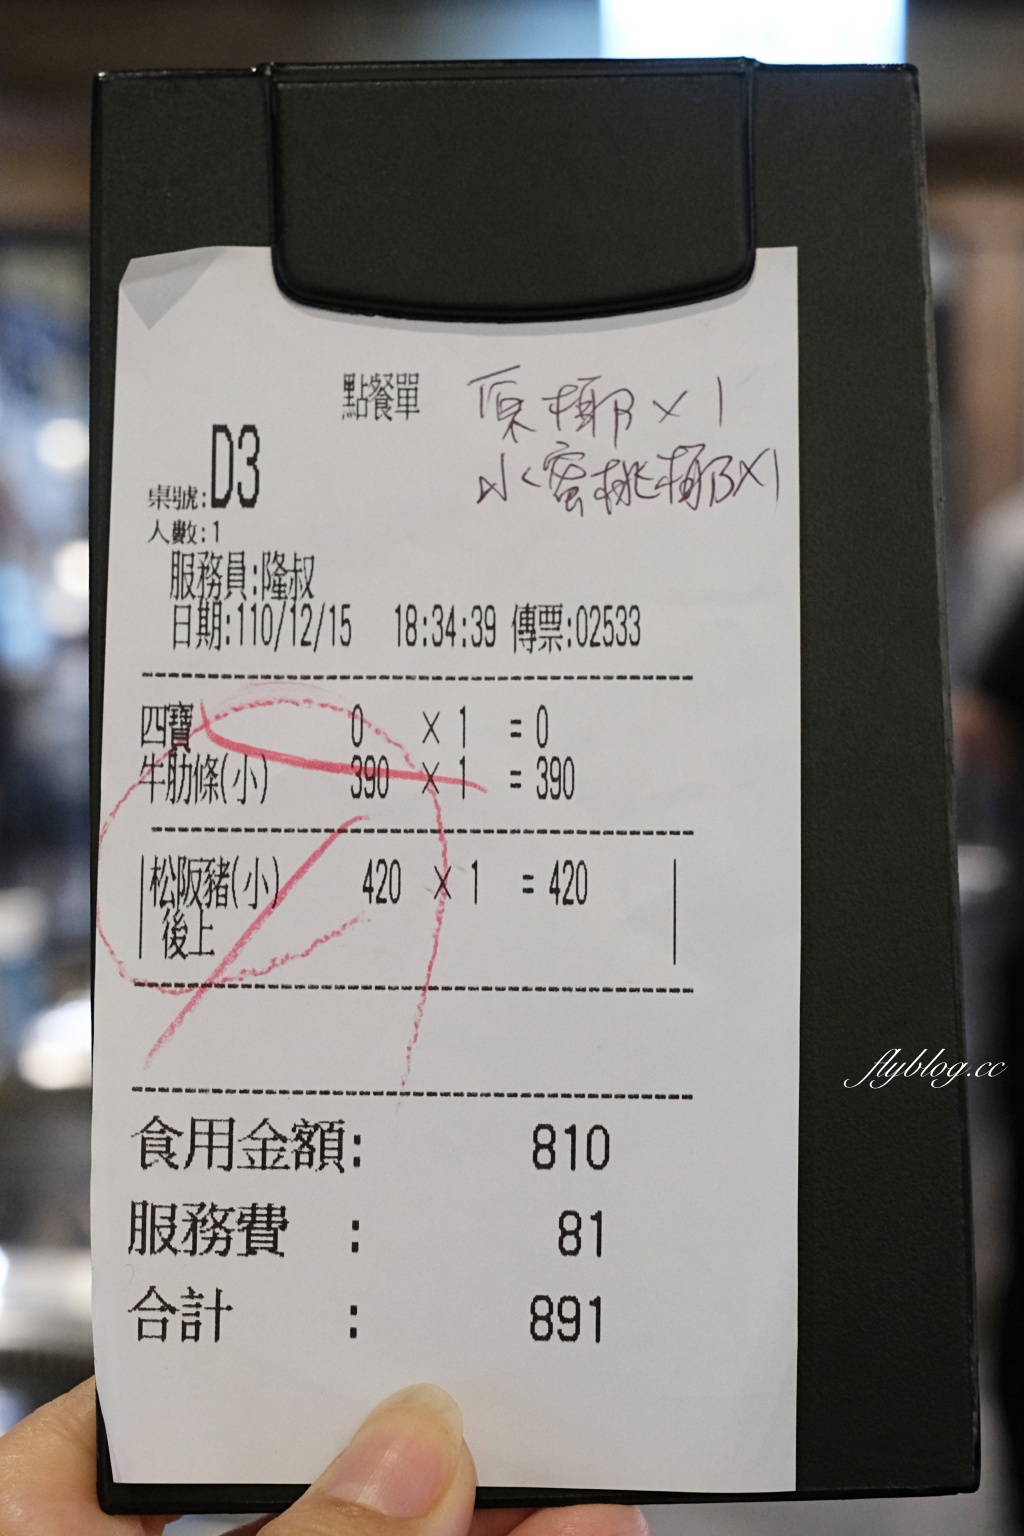 點餐單
原椰×1
水蜜桃椰×1
桌號:D3
人數:1
服務員:隆叔
日期:110/12/15 18:34:39 傳票:02533
四寶 0 × 1 = 0
牛肋條(小) 390 × 1 = 390
松阪豬(小) 420 × 1 = 420
後上
食用金額: 810
服務費 : 81
合計 : 891
flyblog.cc